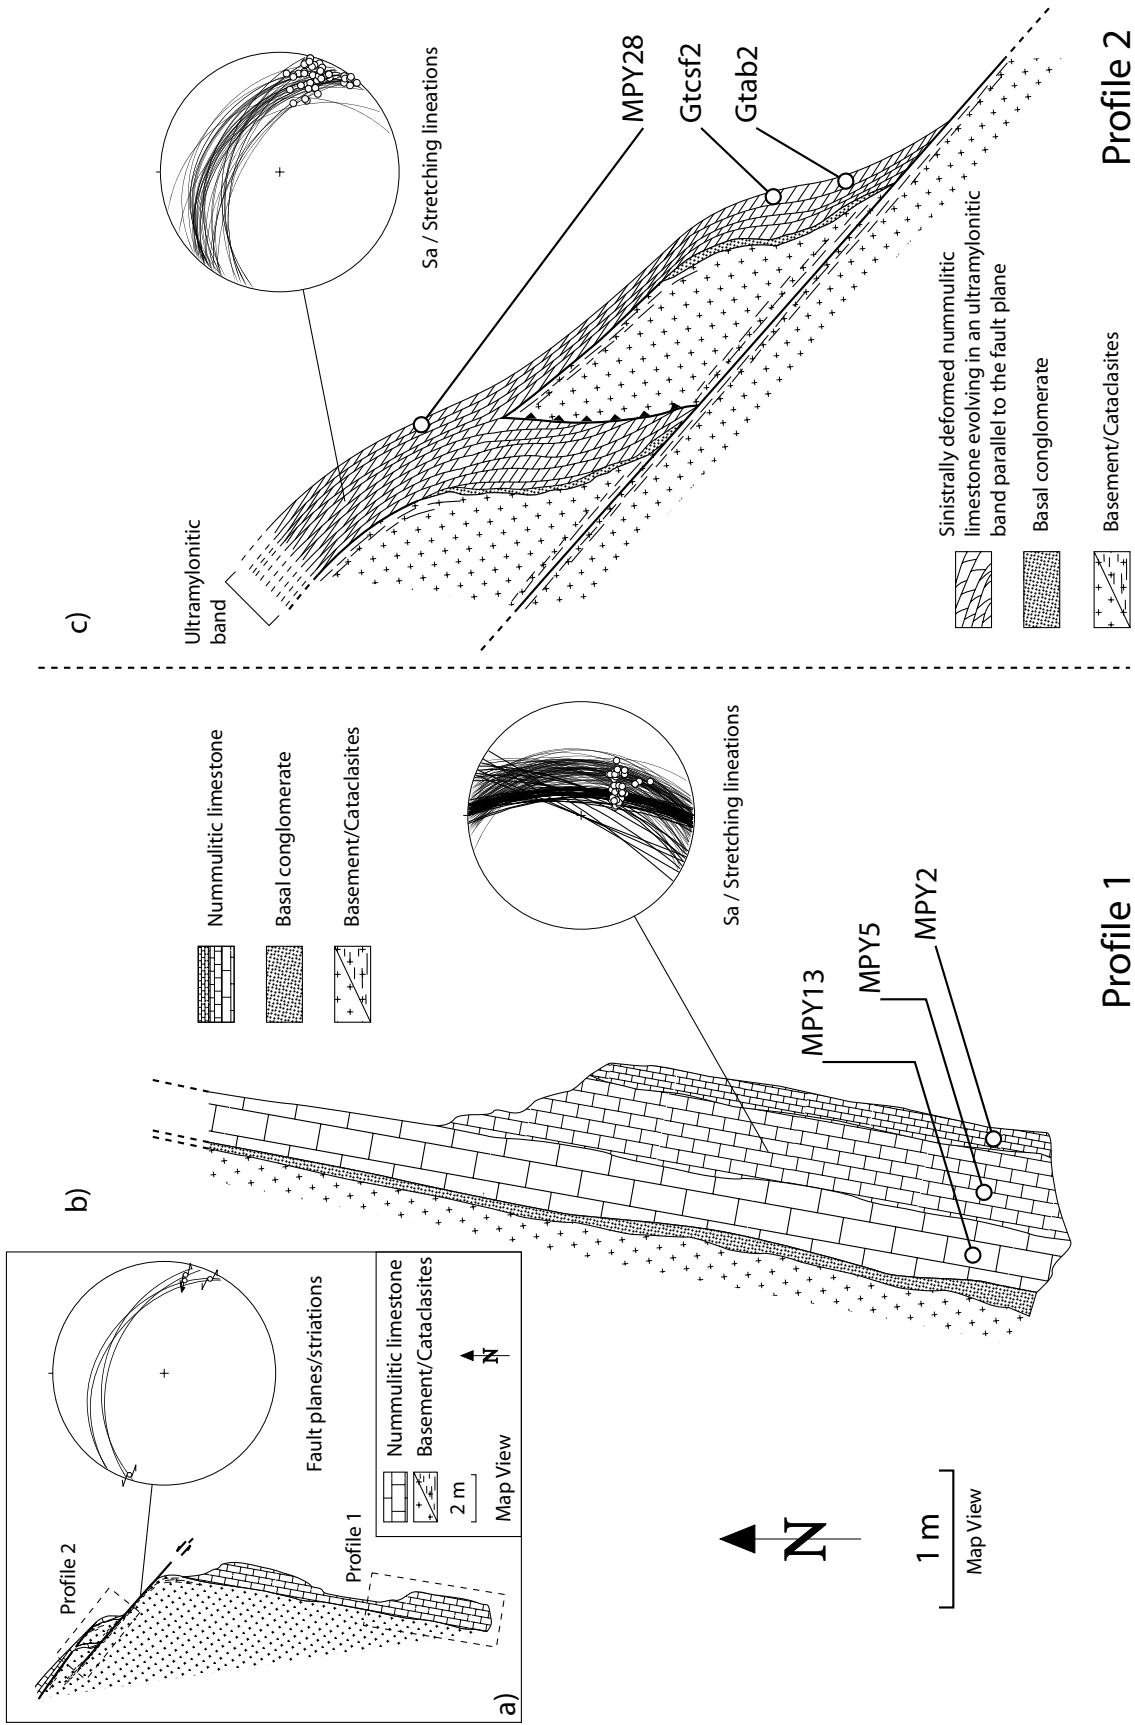 a)
Profile 2
Profile 1
Fault planes/striations
Nummulitic limestone
Basement/Cataclasites
2 m
Map View
N
b)
Nummulitic limestone
Basal conglomerate
Basement/Cataclasites
Sa / Stretching lineations
MPY13
MPY5
MPY2
N
1 m
Map View
Profile 1
c)
Ultramylonitic
band
Sa / Stretching lineations
MPY28
Gtcsf2
Gtab2
Sinistrally deformed nummulitic
limestone evolving in an ultramylonitic
band parallel to the fault plane
Basal conglomerate
Basement/Cataclasites
Profile 2